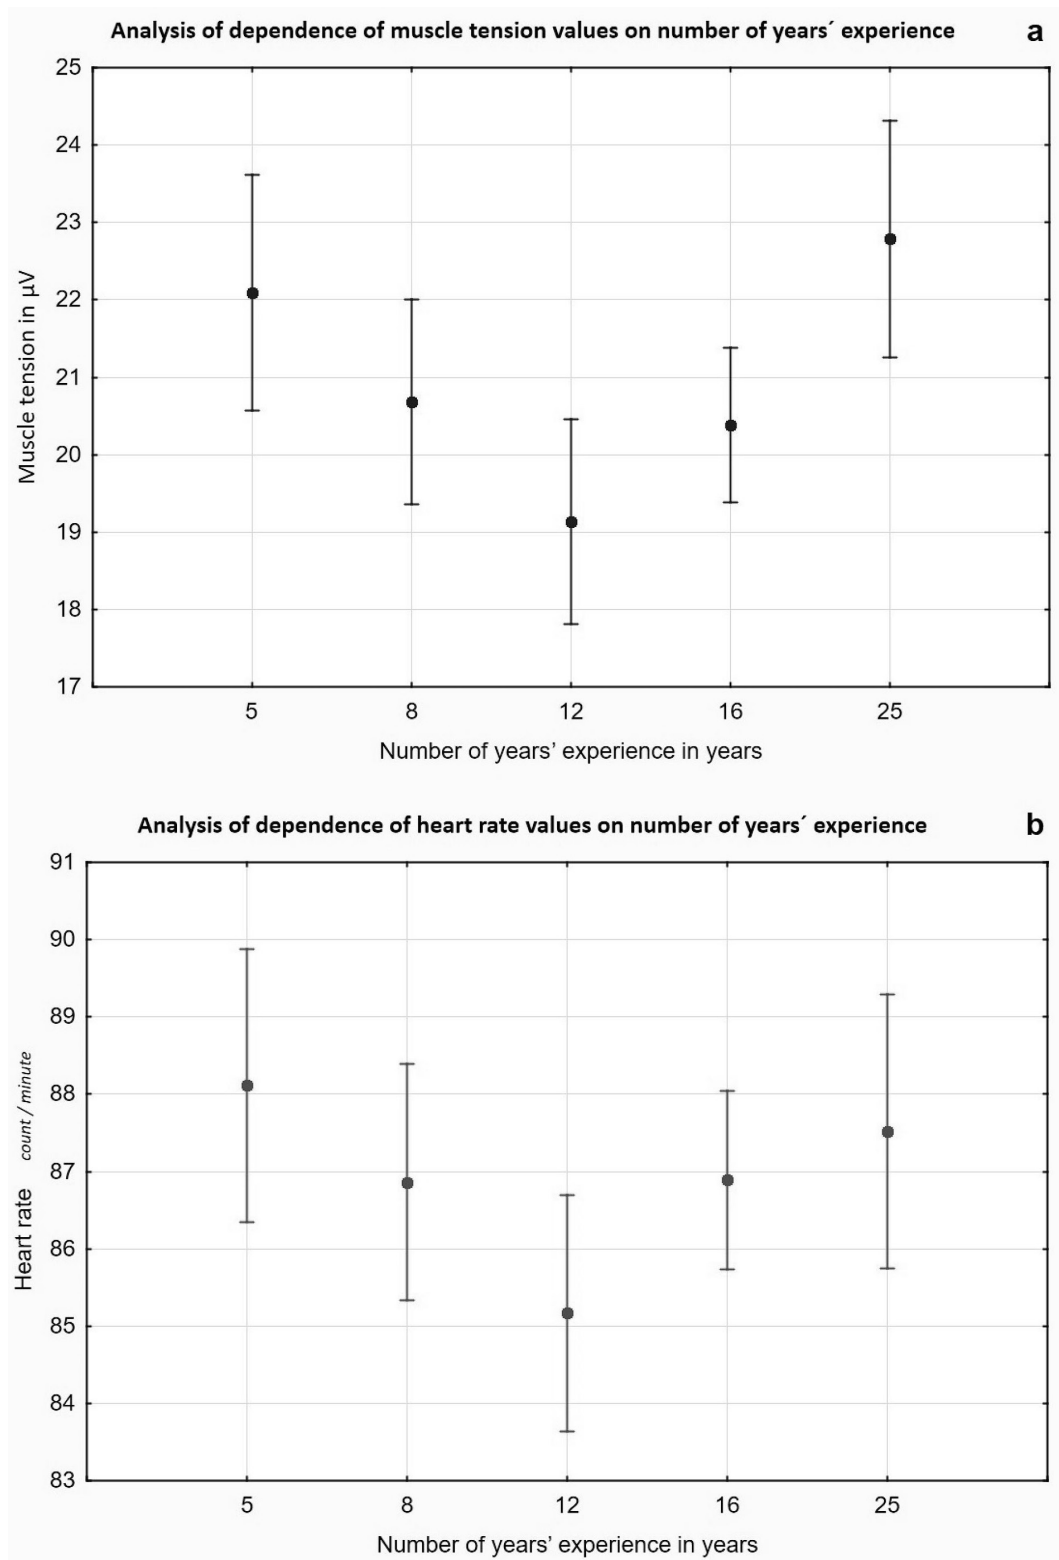 Analysis of dependence of muscle tension values on number of years´ experience
a
25
24
23
22
21
20
19
18
17
Muscle tension in µV
5 8 12 16 25
Number of years’ experience in years
Analysis of dependence of heart rate values on number of years´ experience
b
91
90
89
88
87
86
85
84
83
Heart rate count / minute
5 8 12 16 25
Number of years’ experience in years